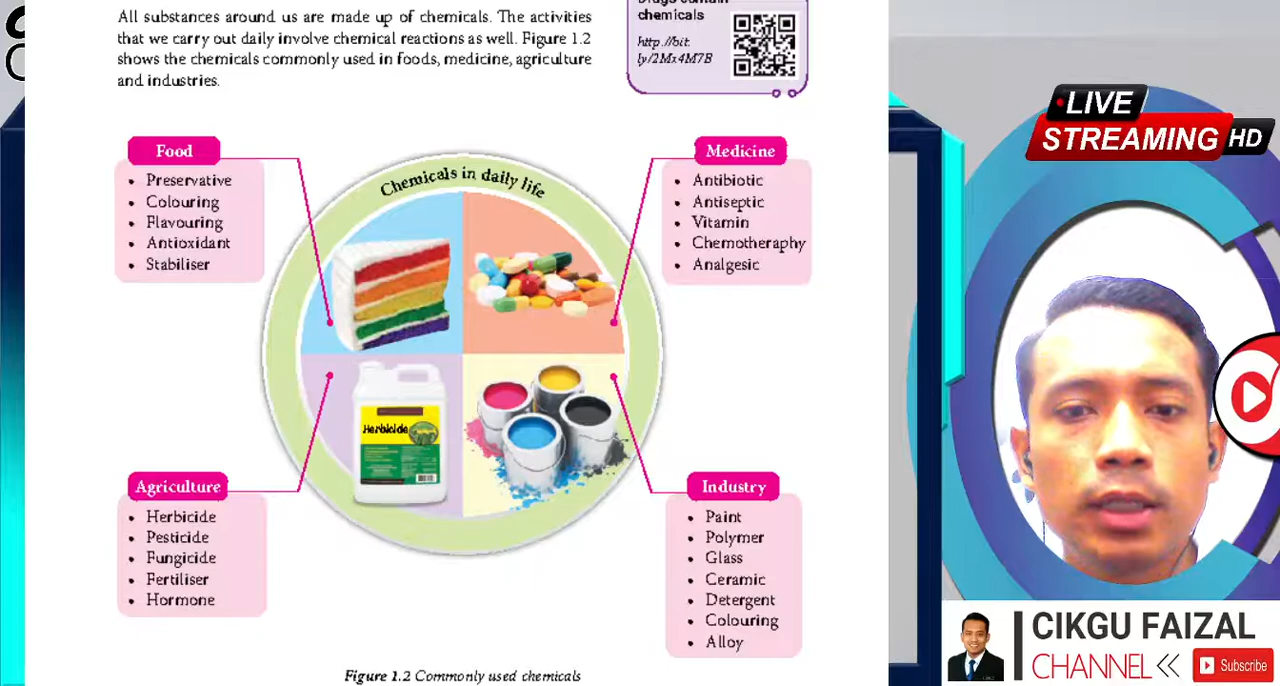 All substances around us are made up of chemicals. The activities
that we carry out daily involve chemical reactions as well. Figure 1.2
shows the chemicals commonly used in foods, medicine, agriculture
and industries.
Drugs contain
chemicals
http://bit.
ly/2Mx4M7B
Food
• Preservative
• Colouring
• Flavouring
• Antioxidant
• Stabiliser
Chemicals in daily life
Medicine
• Antibiotic
• Antiseptic
• Vitamin
• Chemotheraphy
• Analgesic
Herbicide
Agriculture
• Herbicide
• Pesticide
• Fungicide
• Fertiliser
• Hormone
Industry
• Paint
• Polymer
• Glass
• Ceramic
• Detergent
• Colouring
• Alloy
Figure 1.2 Commonly used chemicals
LIVE
STREAMING HD
CIKGU FAIZAL
CHANNEL
Subscribe